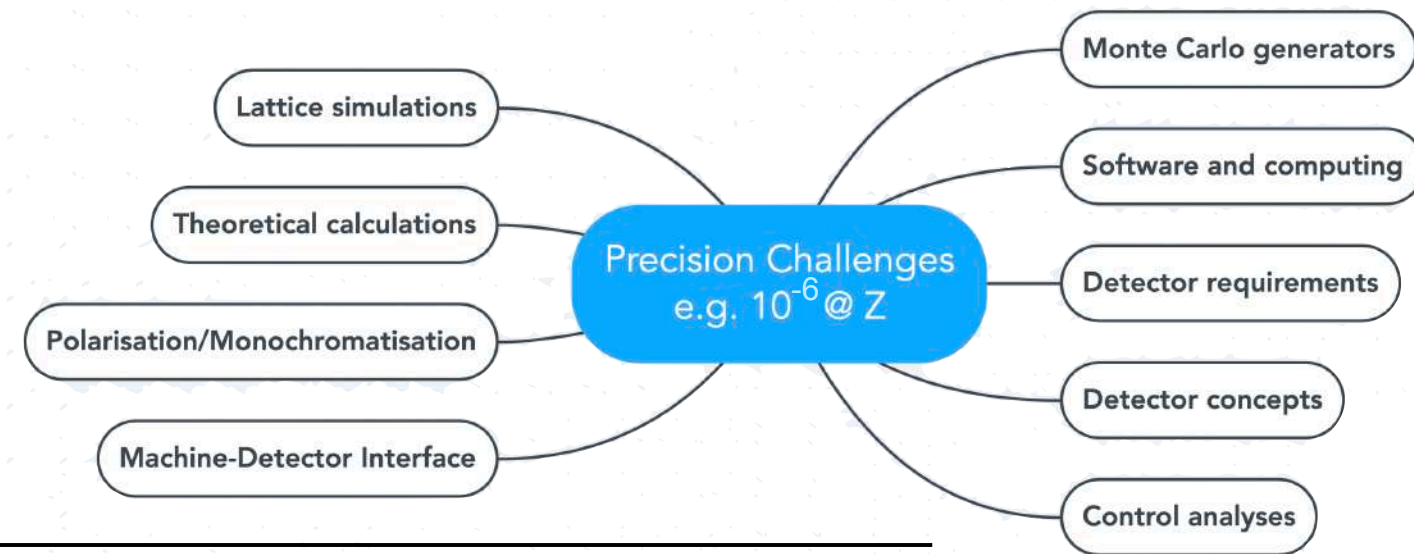 Lattice simulations
Theoretical calculations
Polarisation/Monochromatisation
Machine-Detector Interface
Precision Challenges
e.g. 10⁻⁶ @ Z
Monte Carlo generators
Software and computing
Detector requirements
Detector concepts
Control analyses